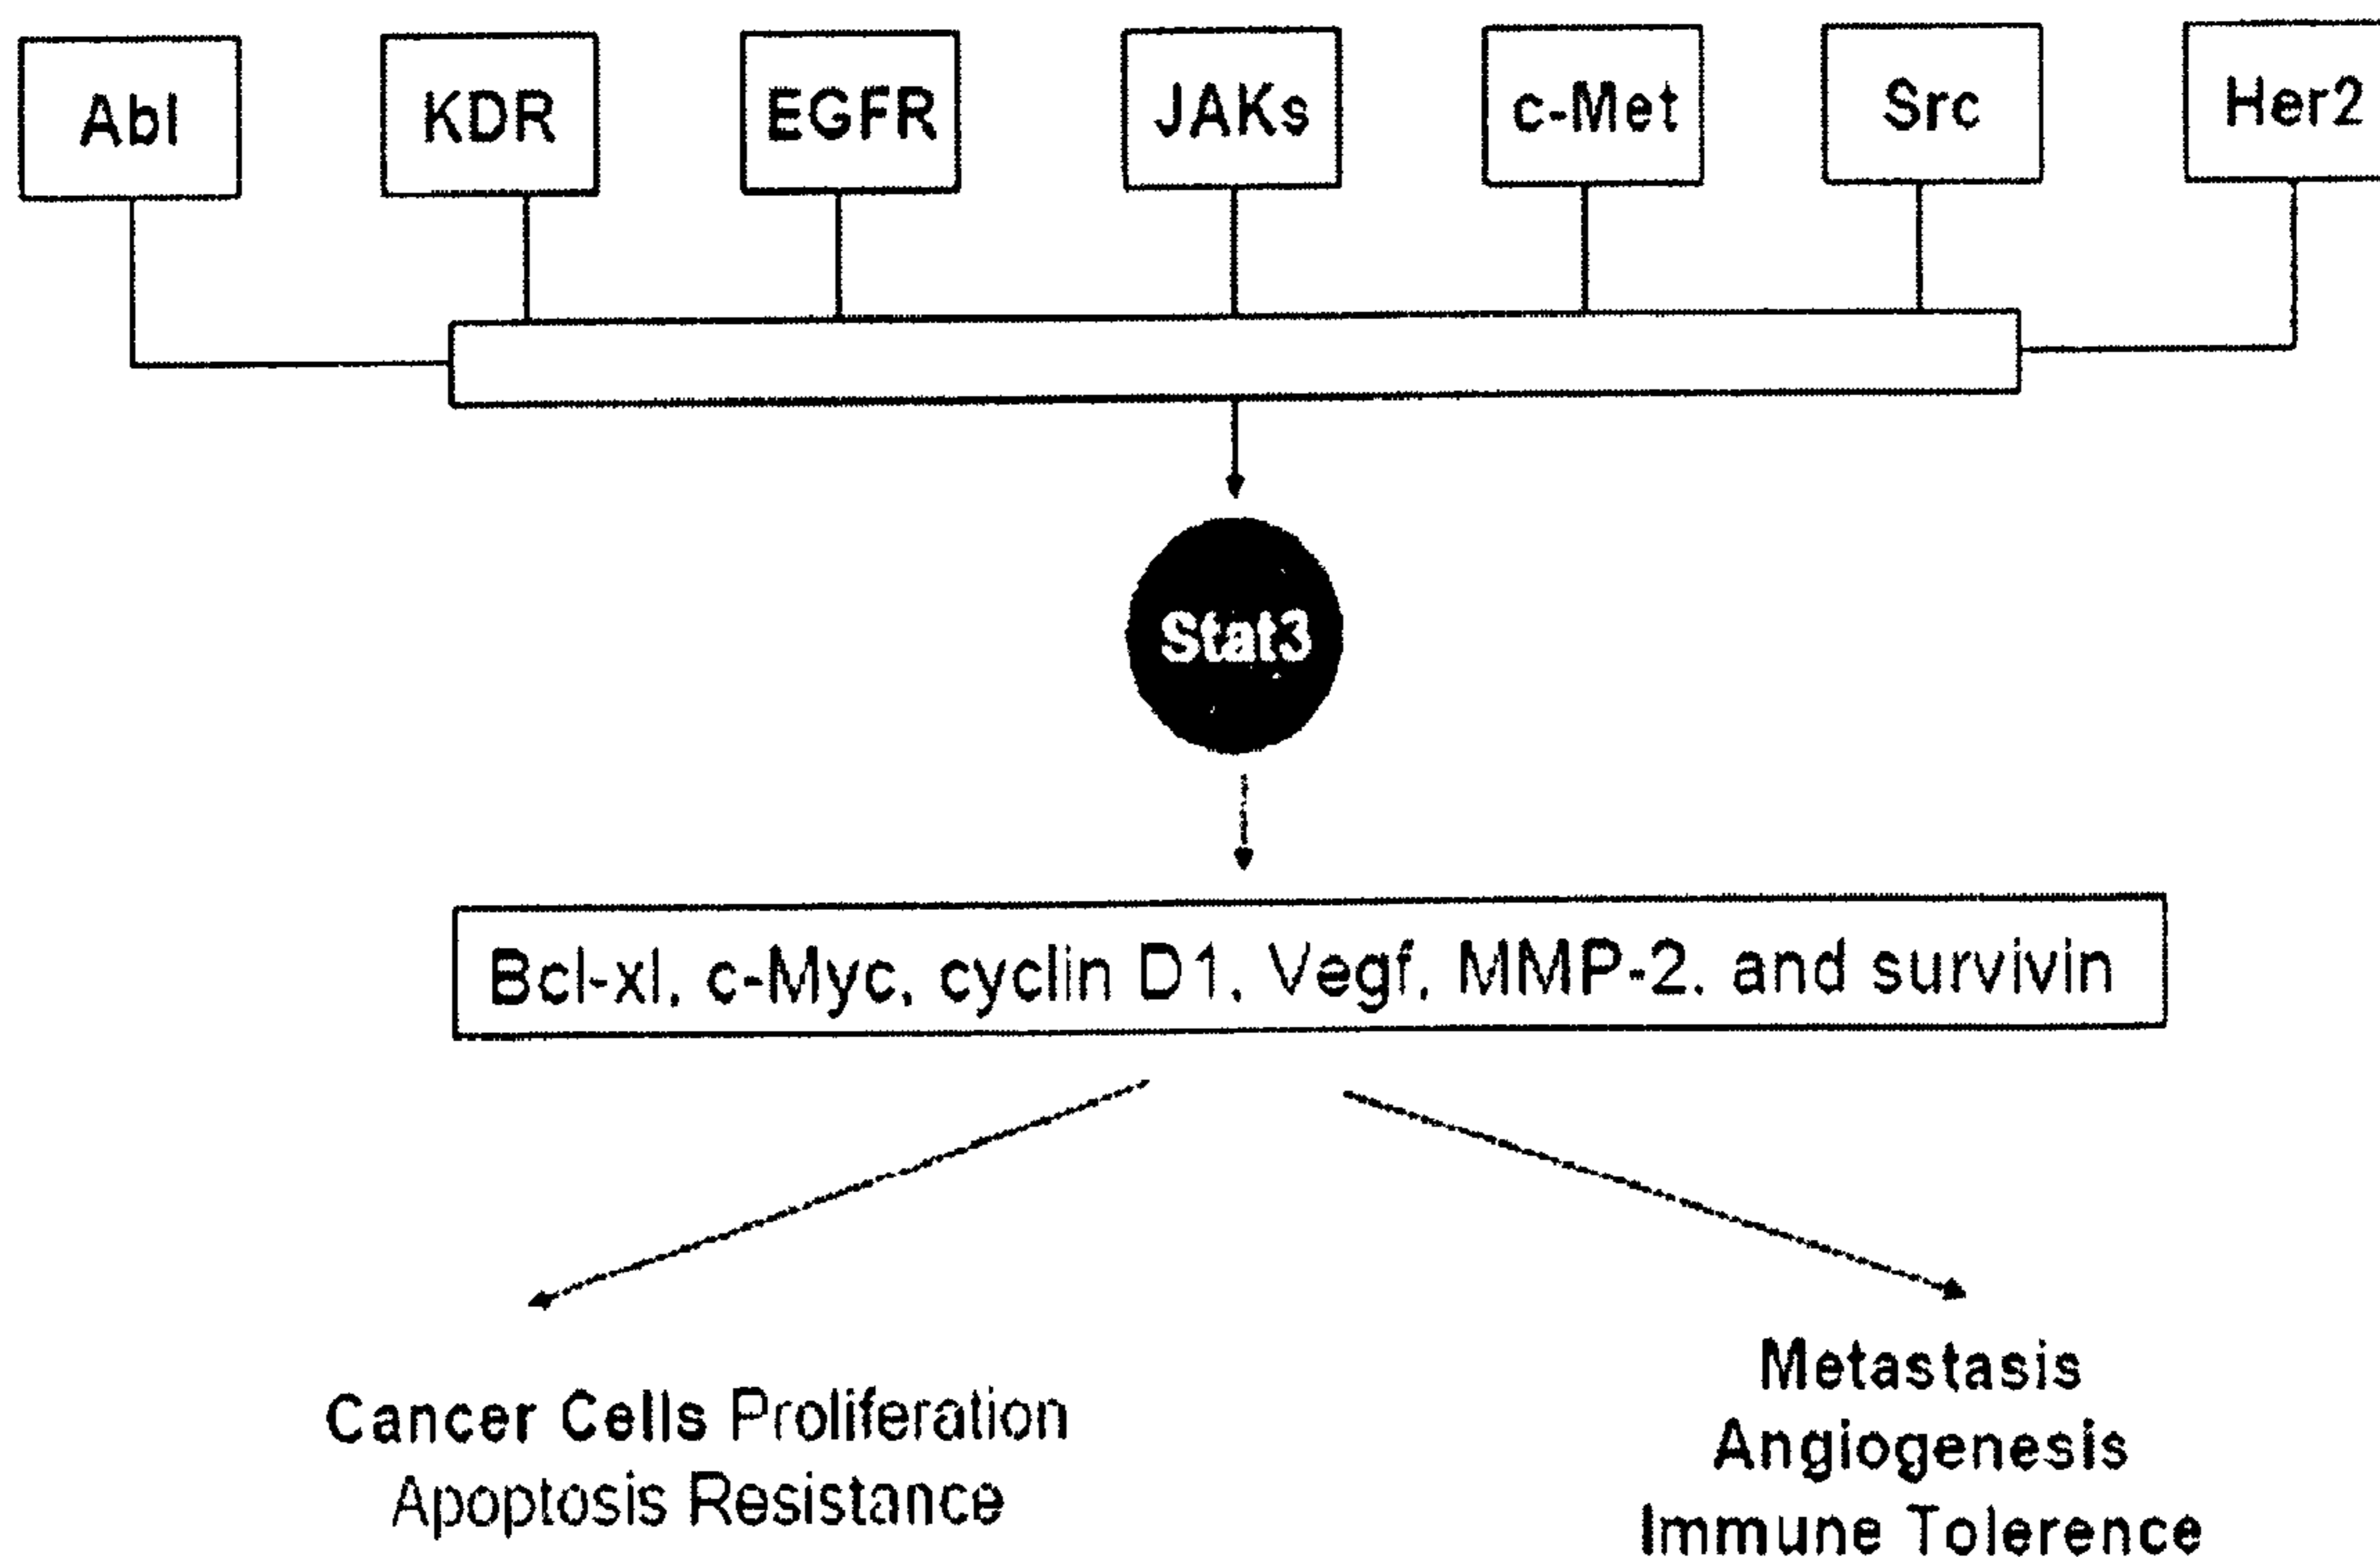 Abl
KDR
EGFR
JAKs
c-Met
Src
Her2
Stat3
Bcl-xl, c-Myc, cyclin D1, Vegf, MMP-2, and survivin
Cancer Cells Proliferation
Apoptosis Resistance
Metastasis
Angiogenesis
Immune Tolerence